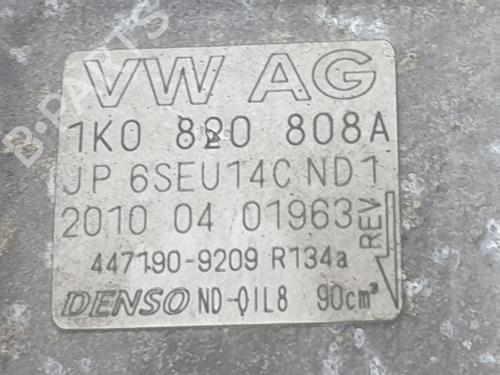 VW AG
1K0 820 808A
JP 6SEU14C ND1
2010 04 01963
REV
447190-9209 R134a
DENSO ND-OIL8 90cm³
B-PARTS